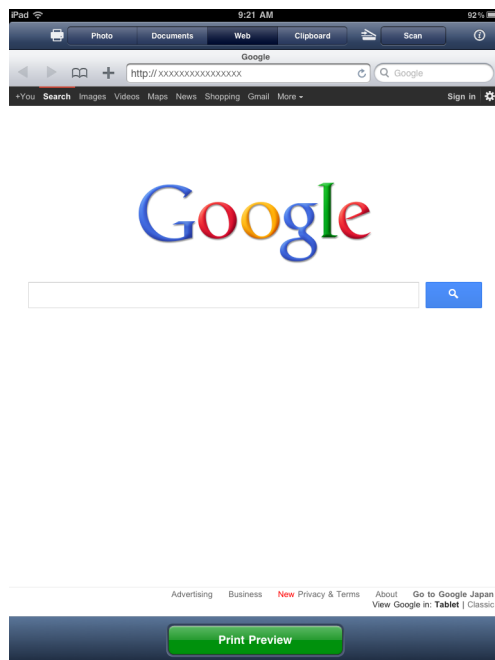 iPad 9:21 AM 92%
Photo Documents Web Clipboard Scan
Google
http://xxxxxxxxxxxxxxxx Google
+You Search Images Videos Maps News Shopping Gmail More Sign in
Google
Advertising Business New Privacy & Terms About Go to Google Japan
View Google in: Tablet | Classic
Print Preview